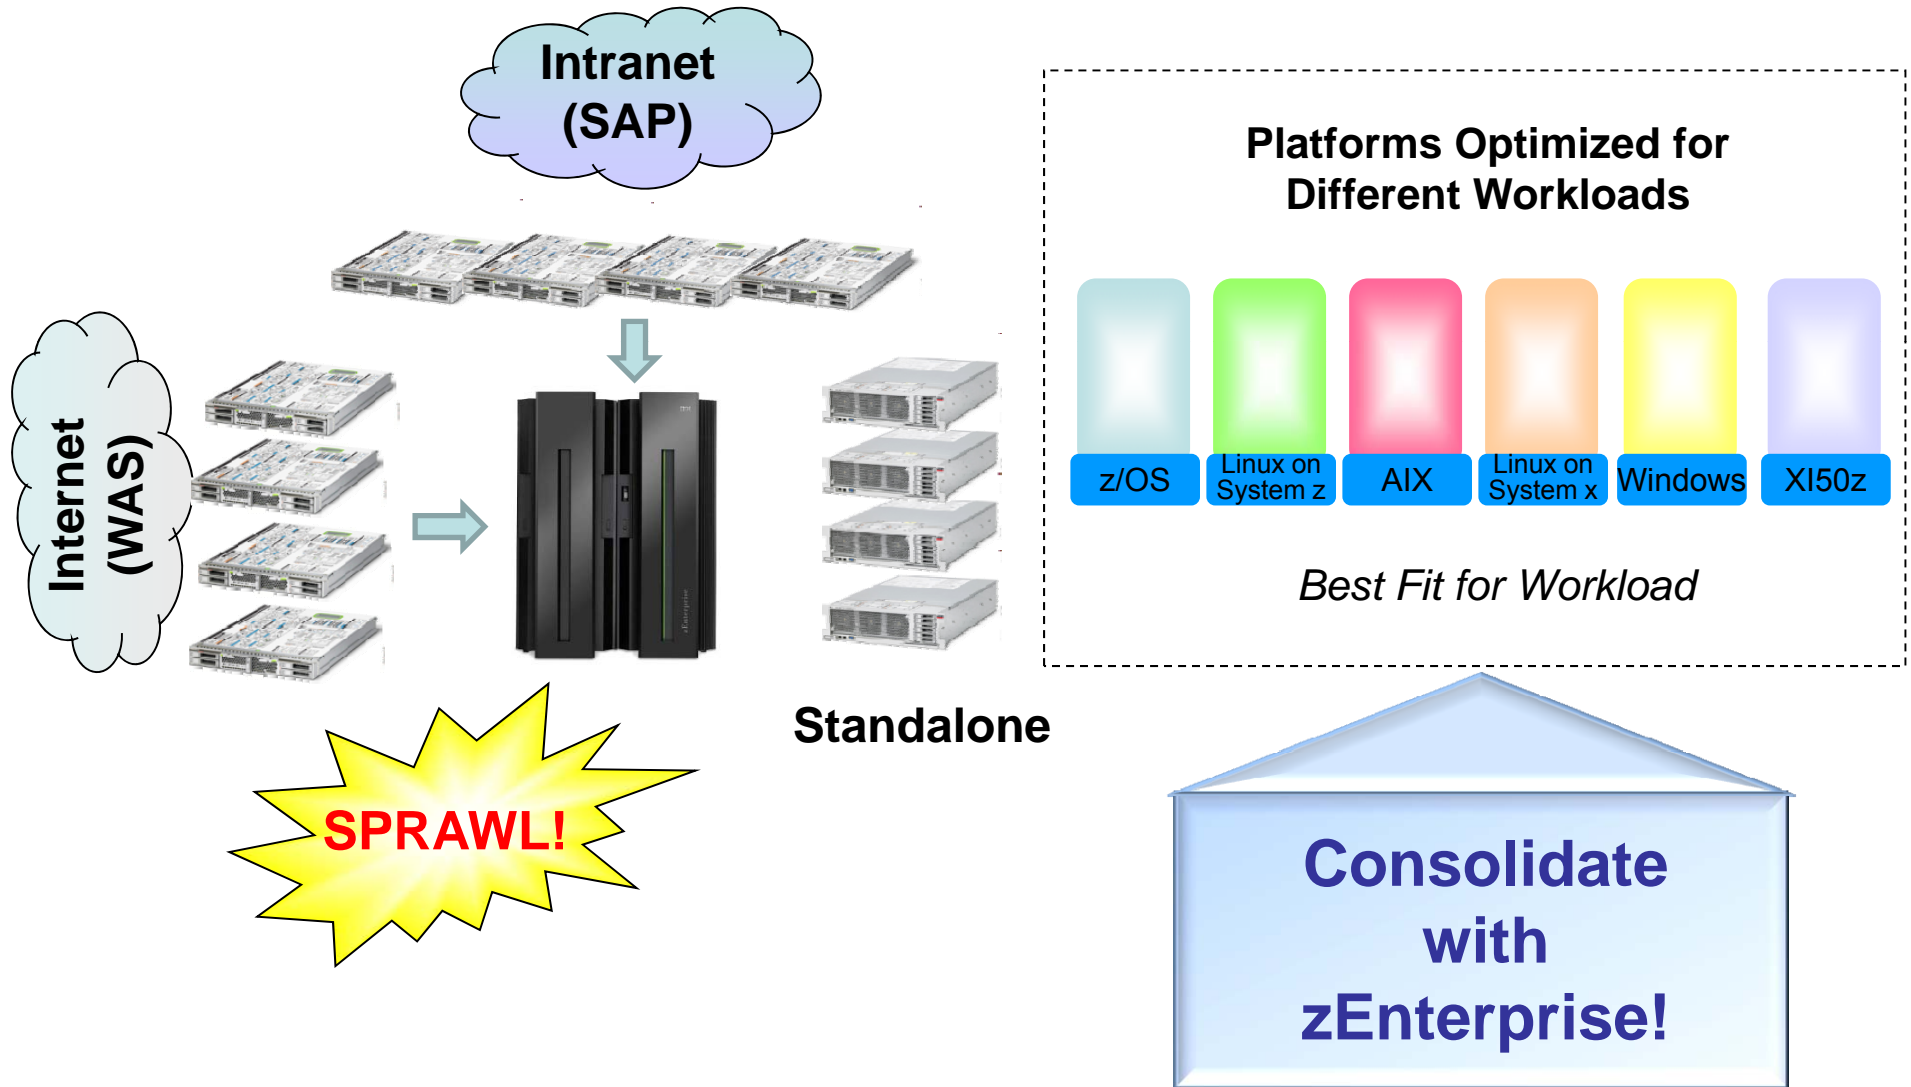 Intranet
(SAP)
Internet
(WAS)
zEnterprise
Standalone
SPRAWL!
Platforms Optimized for
Different Workloads
z/OS
Linux on
System z
AIX
Linux on
System x
Windows
XI50z
Best Fit for Workload
Consolidate
with
zEnterprise!